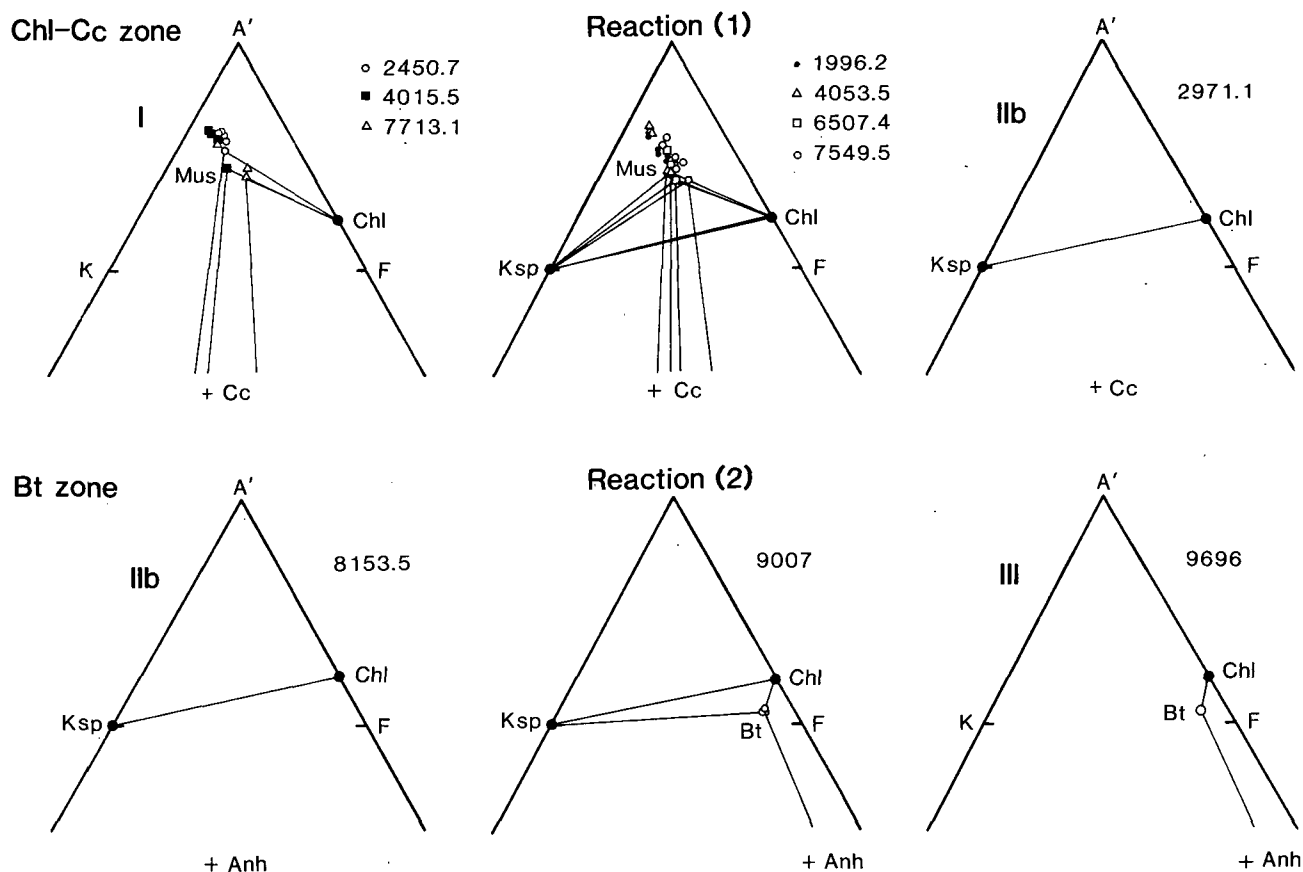 Chl-Cc zone
A'
I
2450.7
4015.5
7713.1
Mus
Chl
K
F
+ Cc
Reaction (1)
1996.2
4053.5
6507.4
7549.5
Mus
Chl
Ksp
F
+ Cc
A'
IIb
2971.1
Chl
Ksp
F
+ Cc
Bt zone
A'
IIb
8153.5
Chl
Ksp
F
+ Anh
Reaction (2)
9007
Chl
Ksp
Bt
F
+ Anh
A'
III
9696
Chl
K
Bt
F
+ Anh